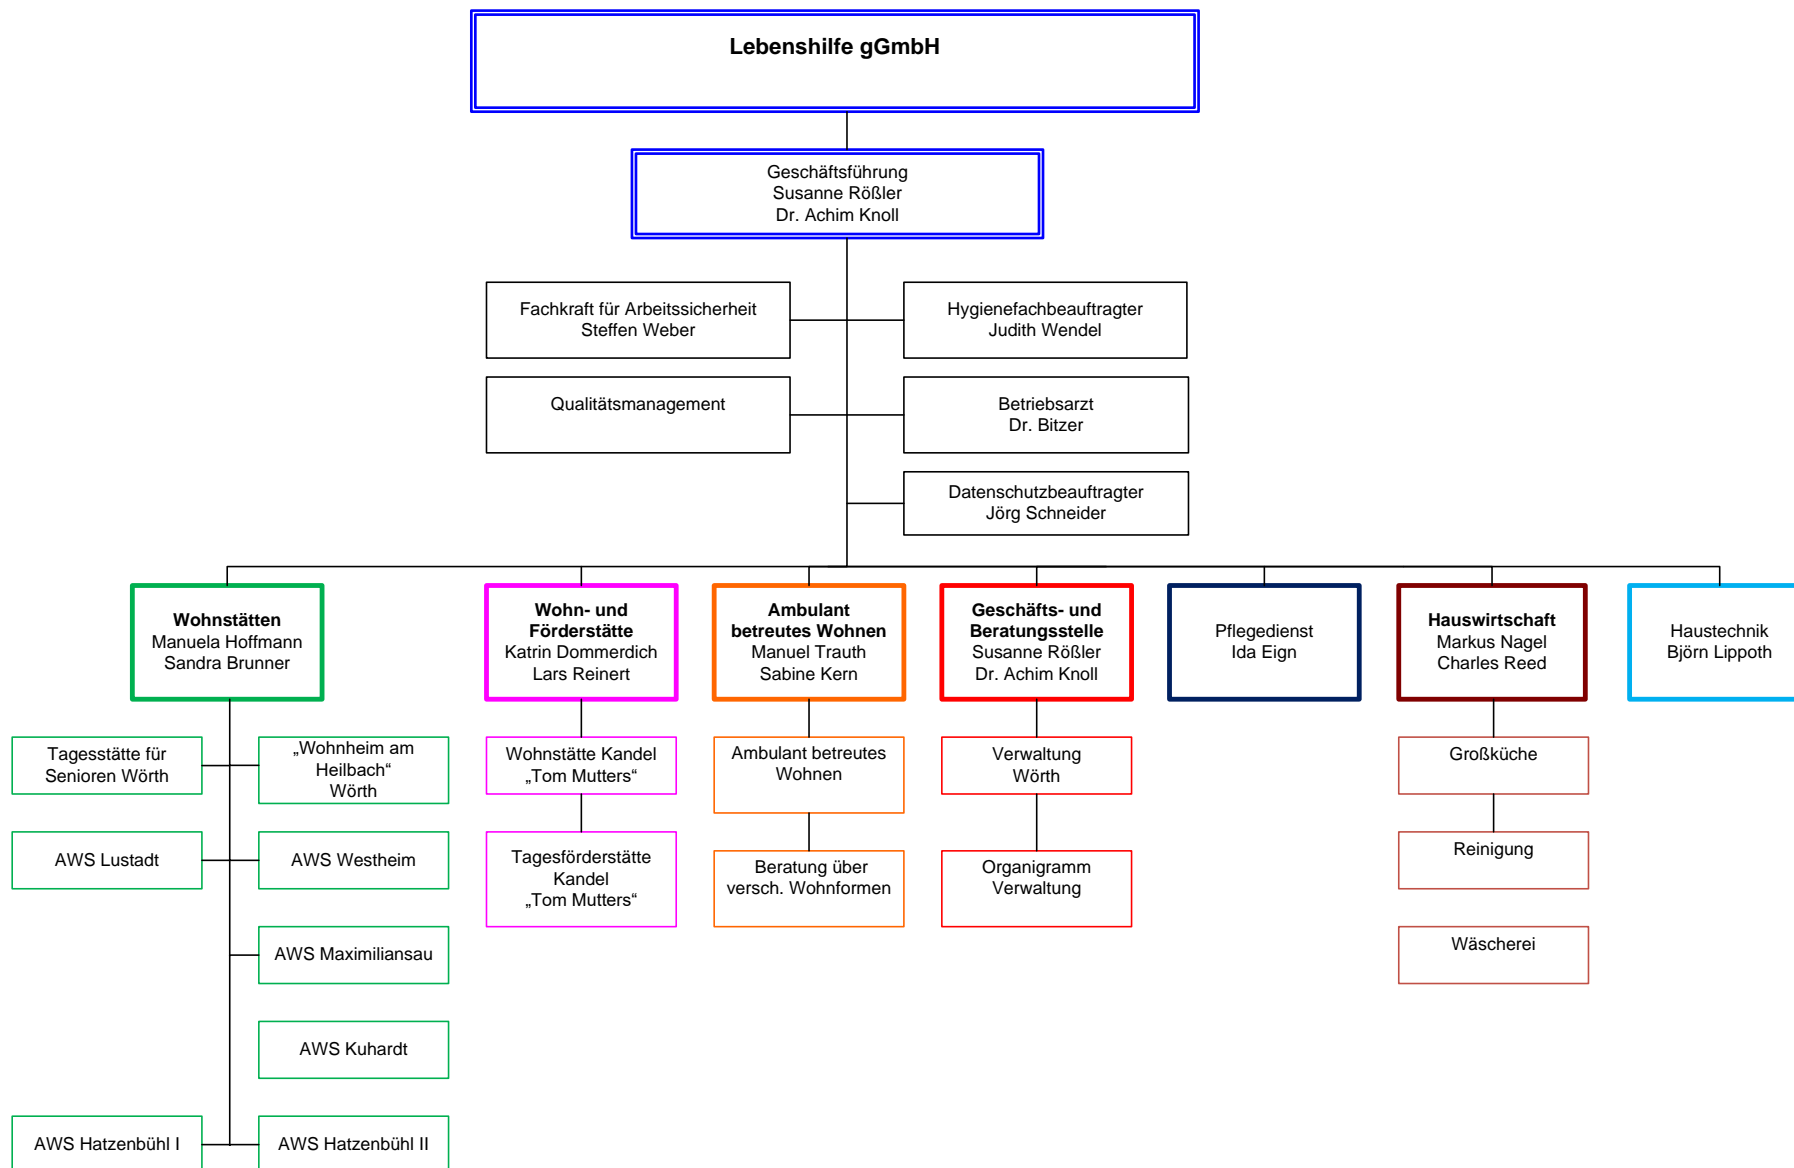 Lebenshilfe gGmbH
Geschäftsführung
Susanne Rößler
Dr. Achim Knoll
Fachkraft für Arbeitssicherheit
Steffen Weber
Hygienefachbeauftragter
Judith Wendel
Qualitätsmanagement
Betriebsarzt
Dr. Bitzer
Datenschutzbeauftragter
Jörg Schneider
Wohnstätten
Manuela Hoffmann
Sandra Brunner
Wohn- und
Förderstätte
Katrin Dommerdich
Lars Reinert
Ambulant
betreutes Wohnen
Manuel Trauth
Sabine Kern
Geschäfts- und
Beratungsstelle
Susanne Rößler
Dr. Achim Knoll
Pflegedienst
Ida Eign
Hauswirtschaft
Markus Nagel
Charles Reed
Haustechnik
Björn Lippoth
Tagesstätte für
Senioren Wörth
„Wohnheim am
Heilbach“
Wörth
Wohnstätte Kandel
„Tom Mutters“
Ambulant betreutes
Wohnen
Verwaltung
Wörth
Großküche
AWS Lustadt
AWS Westheim
Tagesförderstätte
Kandel
„Tom Mutters“
Beratung über
versch. Wohnformen
Organigramm
Verwaltung
Reinigung
AWS Maximiliansau
Wäscherei
AWS Kuhardt
AWS Hatzenbühl I
AWS Hatzenbühl II